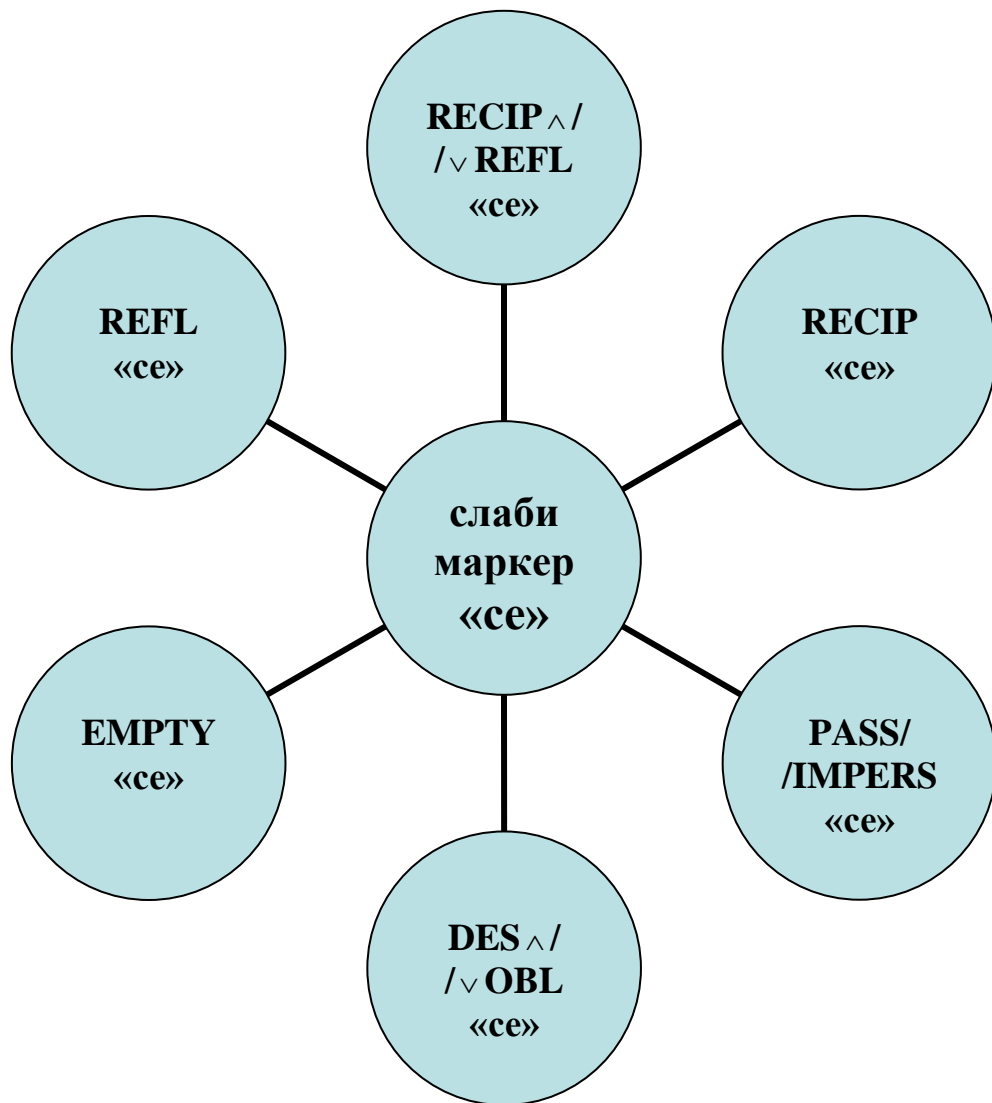 RECIP ∧ /
/ ∨ REFL
«се»
REFL
«се»
RECIP
«се»
слаби
маркер
«се»
EMPTY
«се»
PASS/
/IMPERS
«се»
DES ∧ /
/ ∨ OBL
«се»